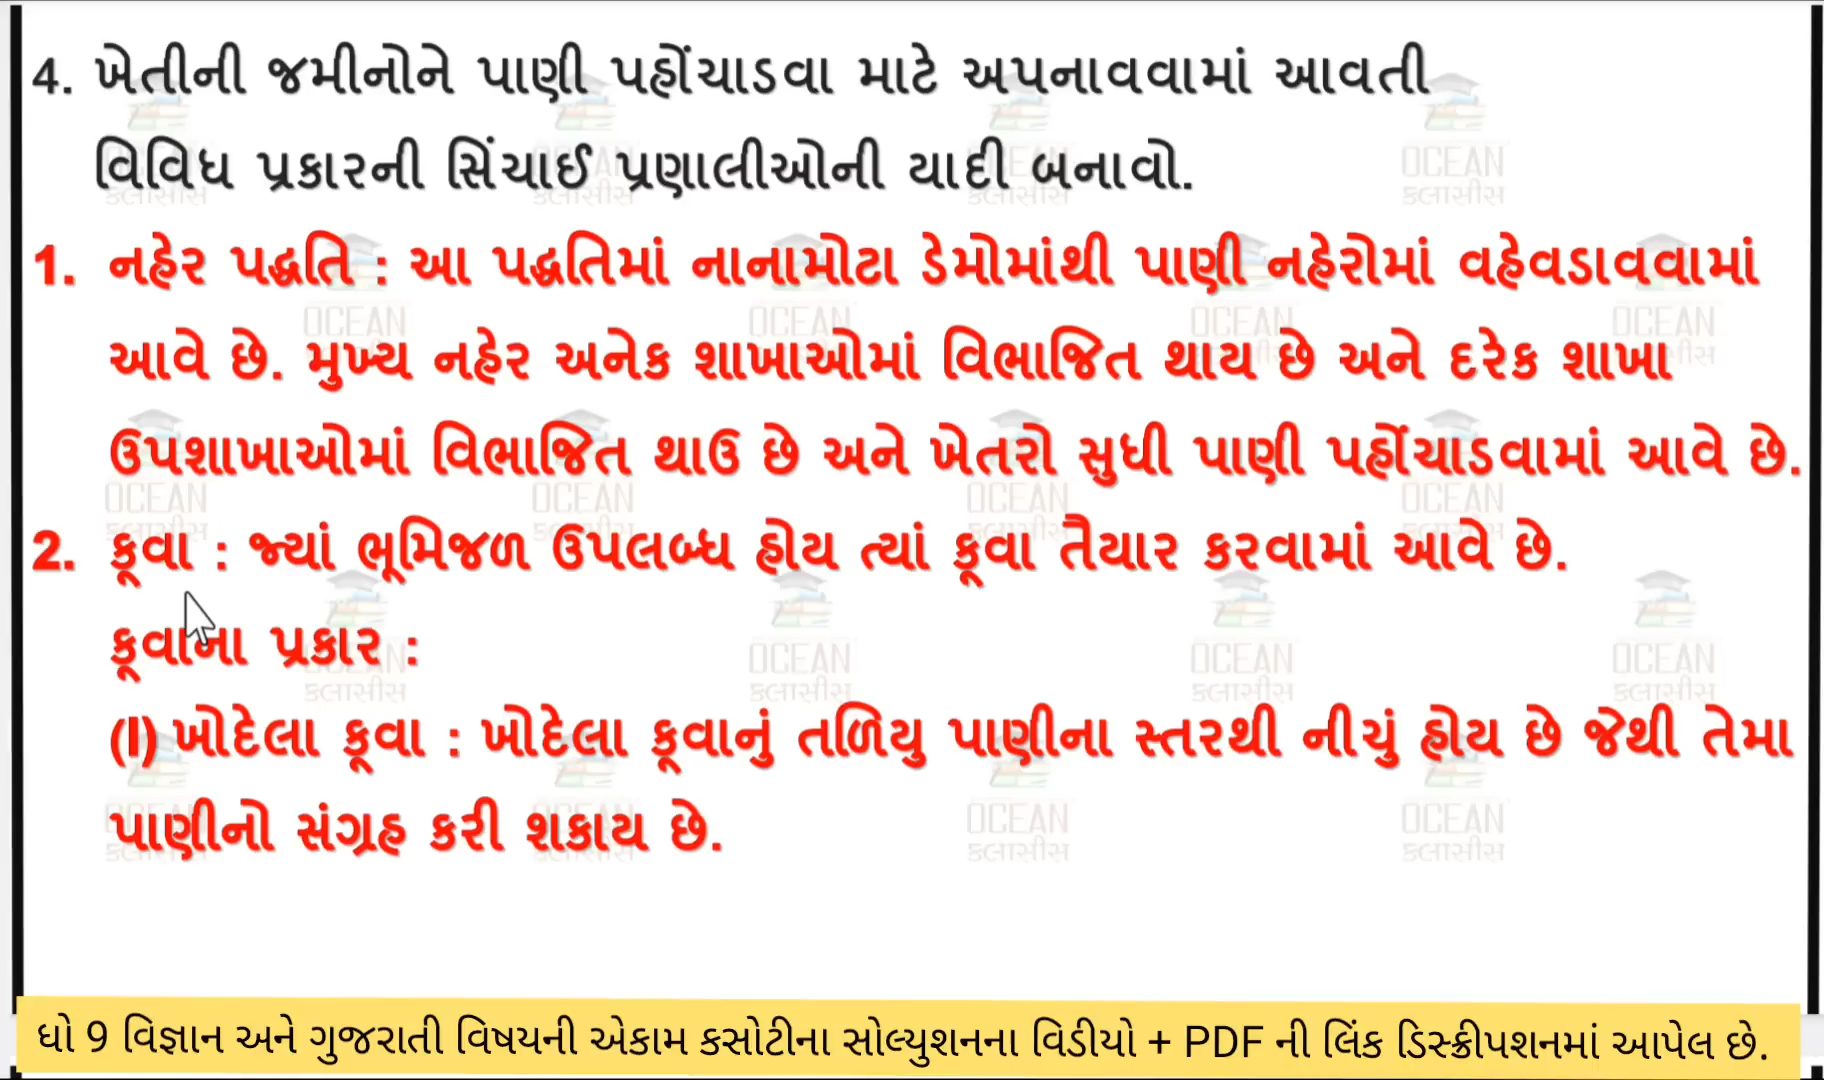 4. ખેતીની જમીનોને પાણી પહોંચાડવા માટે અપનાવવામાં આવતી
વિવિધ પ્રકારની સિંચાઈ પ્રણાલીઓની યાદી બનાવો.
1. નહેર પદ્ધતિ : આ પદ્ધતિમાં નાનામોટા ડેમોમાંથી પાણી નહેરોમાં વહેવડાવવામાં
આવે છે. મુખ્ય નહેર અનેક શાખાઓમાં વિભાજિત થાય છે અને દરેક શાખા
ઉપશાખાઓમાં વિભાજિત થાઉ છે અને ખેતરો સુધી પાણી પહોંચાડવામાં આવે છે.
2. કૂવા : જ્યાં ભૂમિજળ ઉપલબ્ધ હોય ત્યાં કૂવા તૈયાર કરવામાં આવે છે.
કૂવાના પ્રકાર :
(I) ખોદેલા કૂવા : ખોદેલા કૂવાનું તળિયુ પાણીના સ્તરથી નીચું હોય છે જેથી તેમા
પાણીનો સંગ્રહ કરી શકાય છે.
ધો 9 વિજ્ઞાન અને ગુજરાતી વિષયની એકામ કસોટીના સોલ્યુશનના વિડીયો + PDF ની લિંક ડિસ્ક્રીપશનમાં આપેલ છે.
OCEAN
ક્લાસીસ